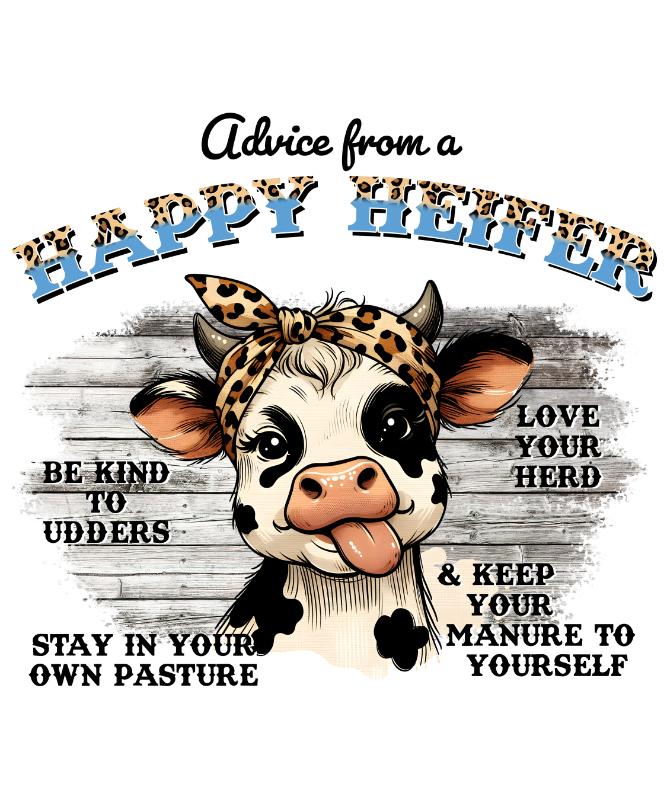 Advice from a
HAPPY HEIFER
BE KIND
TO
UDDERS
LOVE
YOUR
HERD
STAY IN YOUR
OWN PASTURE
& KEEP
YOUR
MANURE TO
YOURSELF